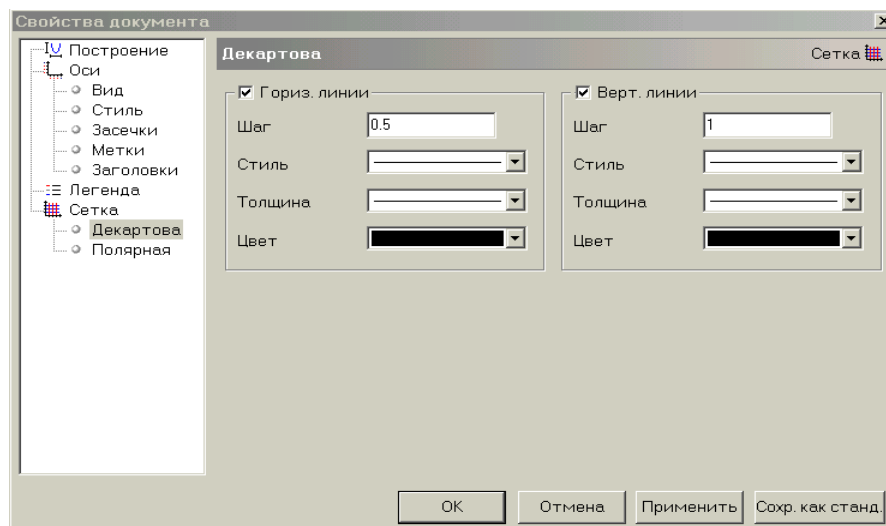 Свойства документа
Построение
Оси
Вид
Стиль
Засечки
Метки
Заголовки
Легенда
Сетка
Декартова
Полярная
Декартова
Сетка
Гориз. линии
Шаг
0.5
Стиль
Толщина
Цвет
Верт. линии
Шаг
1
Стиль
Толщина
Цвет
OK
Отмена
Применить
Сохр. как станд.